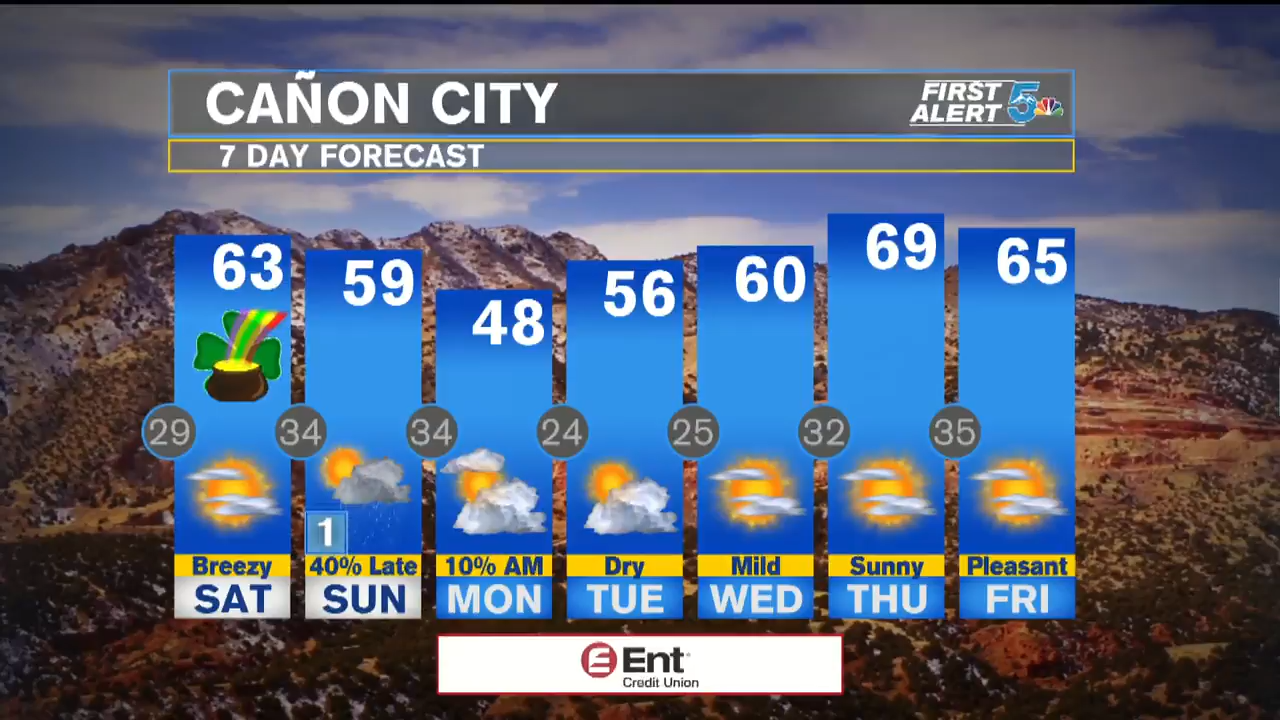 CAÑON CITY
FIRST ALERT 5
7 DAY FORECAST
63 59 48 56 60 69 65
29 34 34 24 25 32 35
1
Breezy 40% Late 10% AM Dry Mild Sunny Pleasant
SAT SUN MON TUE WED THU FRI
Ent
Credit Union